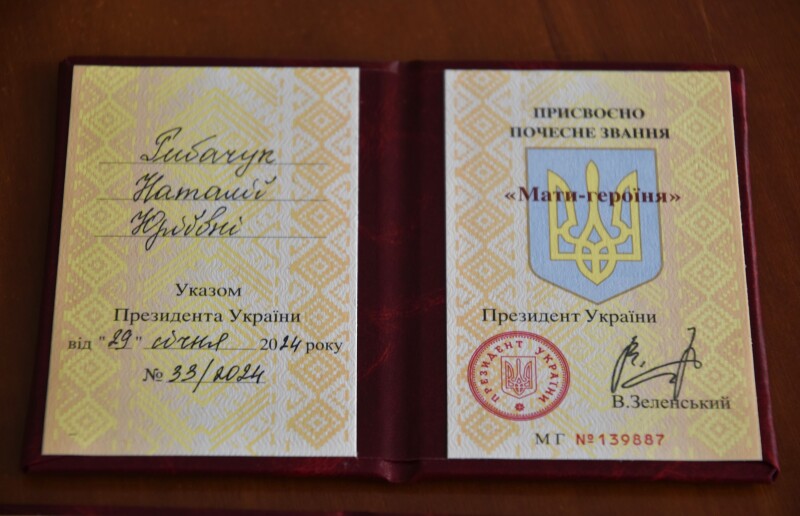 Рибачук
Наталії
Юріївні
Указом
Президента України
від "29" січня 2024 року
№ 33/2024
ПРИСВОЄНО
ПОЧЕСНЕ ЗВАННЯ
«Мати-героїня»
Президент України
ПРЕЗИДЕНТ УКРАЇНИ
В.Зеленський
МГ №139887